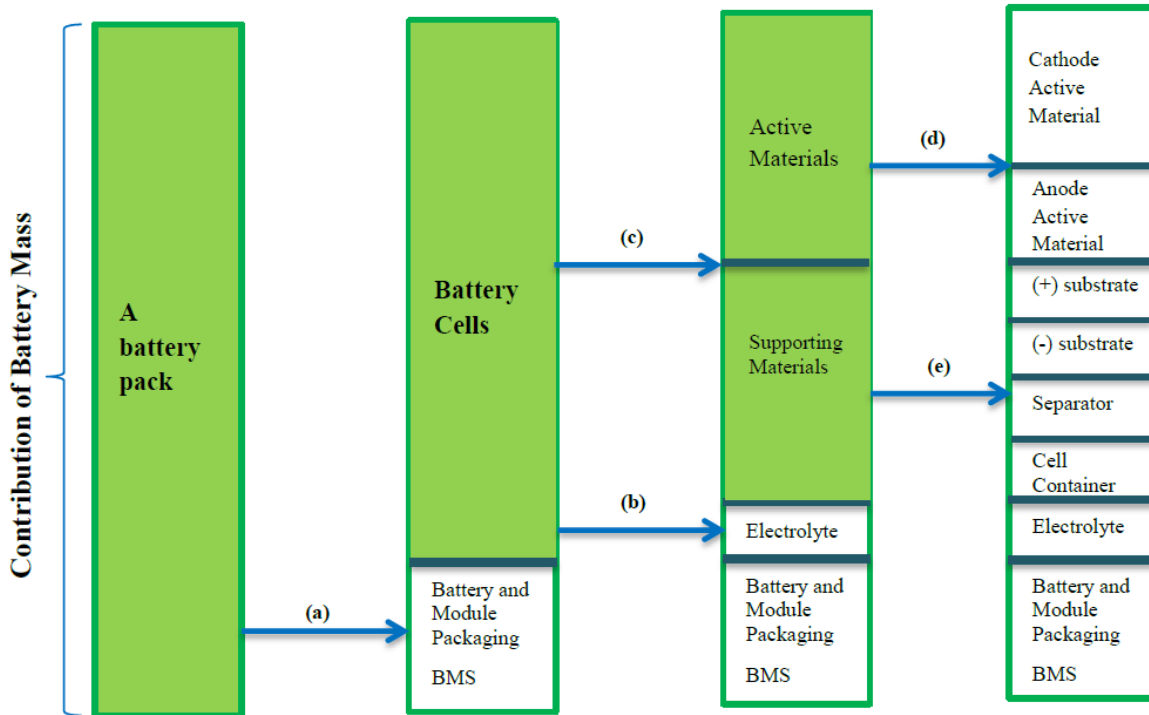 Contribution of Battery Mass
A
battery
pack
(a)
Battery
Cells
Battery and
Module
Packaging
BMS
(c)
(b)
Active
Materials
Supporting
Materials
Electrolyte
Battery and
Module
Packaging
BMS
(d)
(e)
Cathode
Active
Material
Anode
Active
Material
(+) substrate
(-) substrate
Separator
Cell
Container
Electrolyte
Battery and
Module
Packaging
BMS